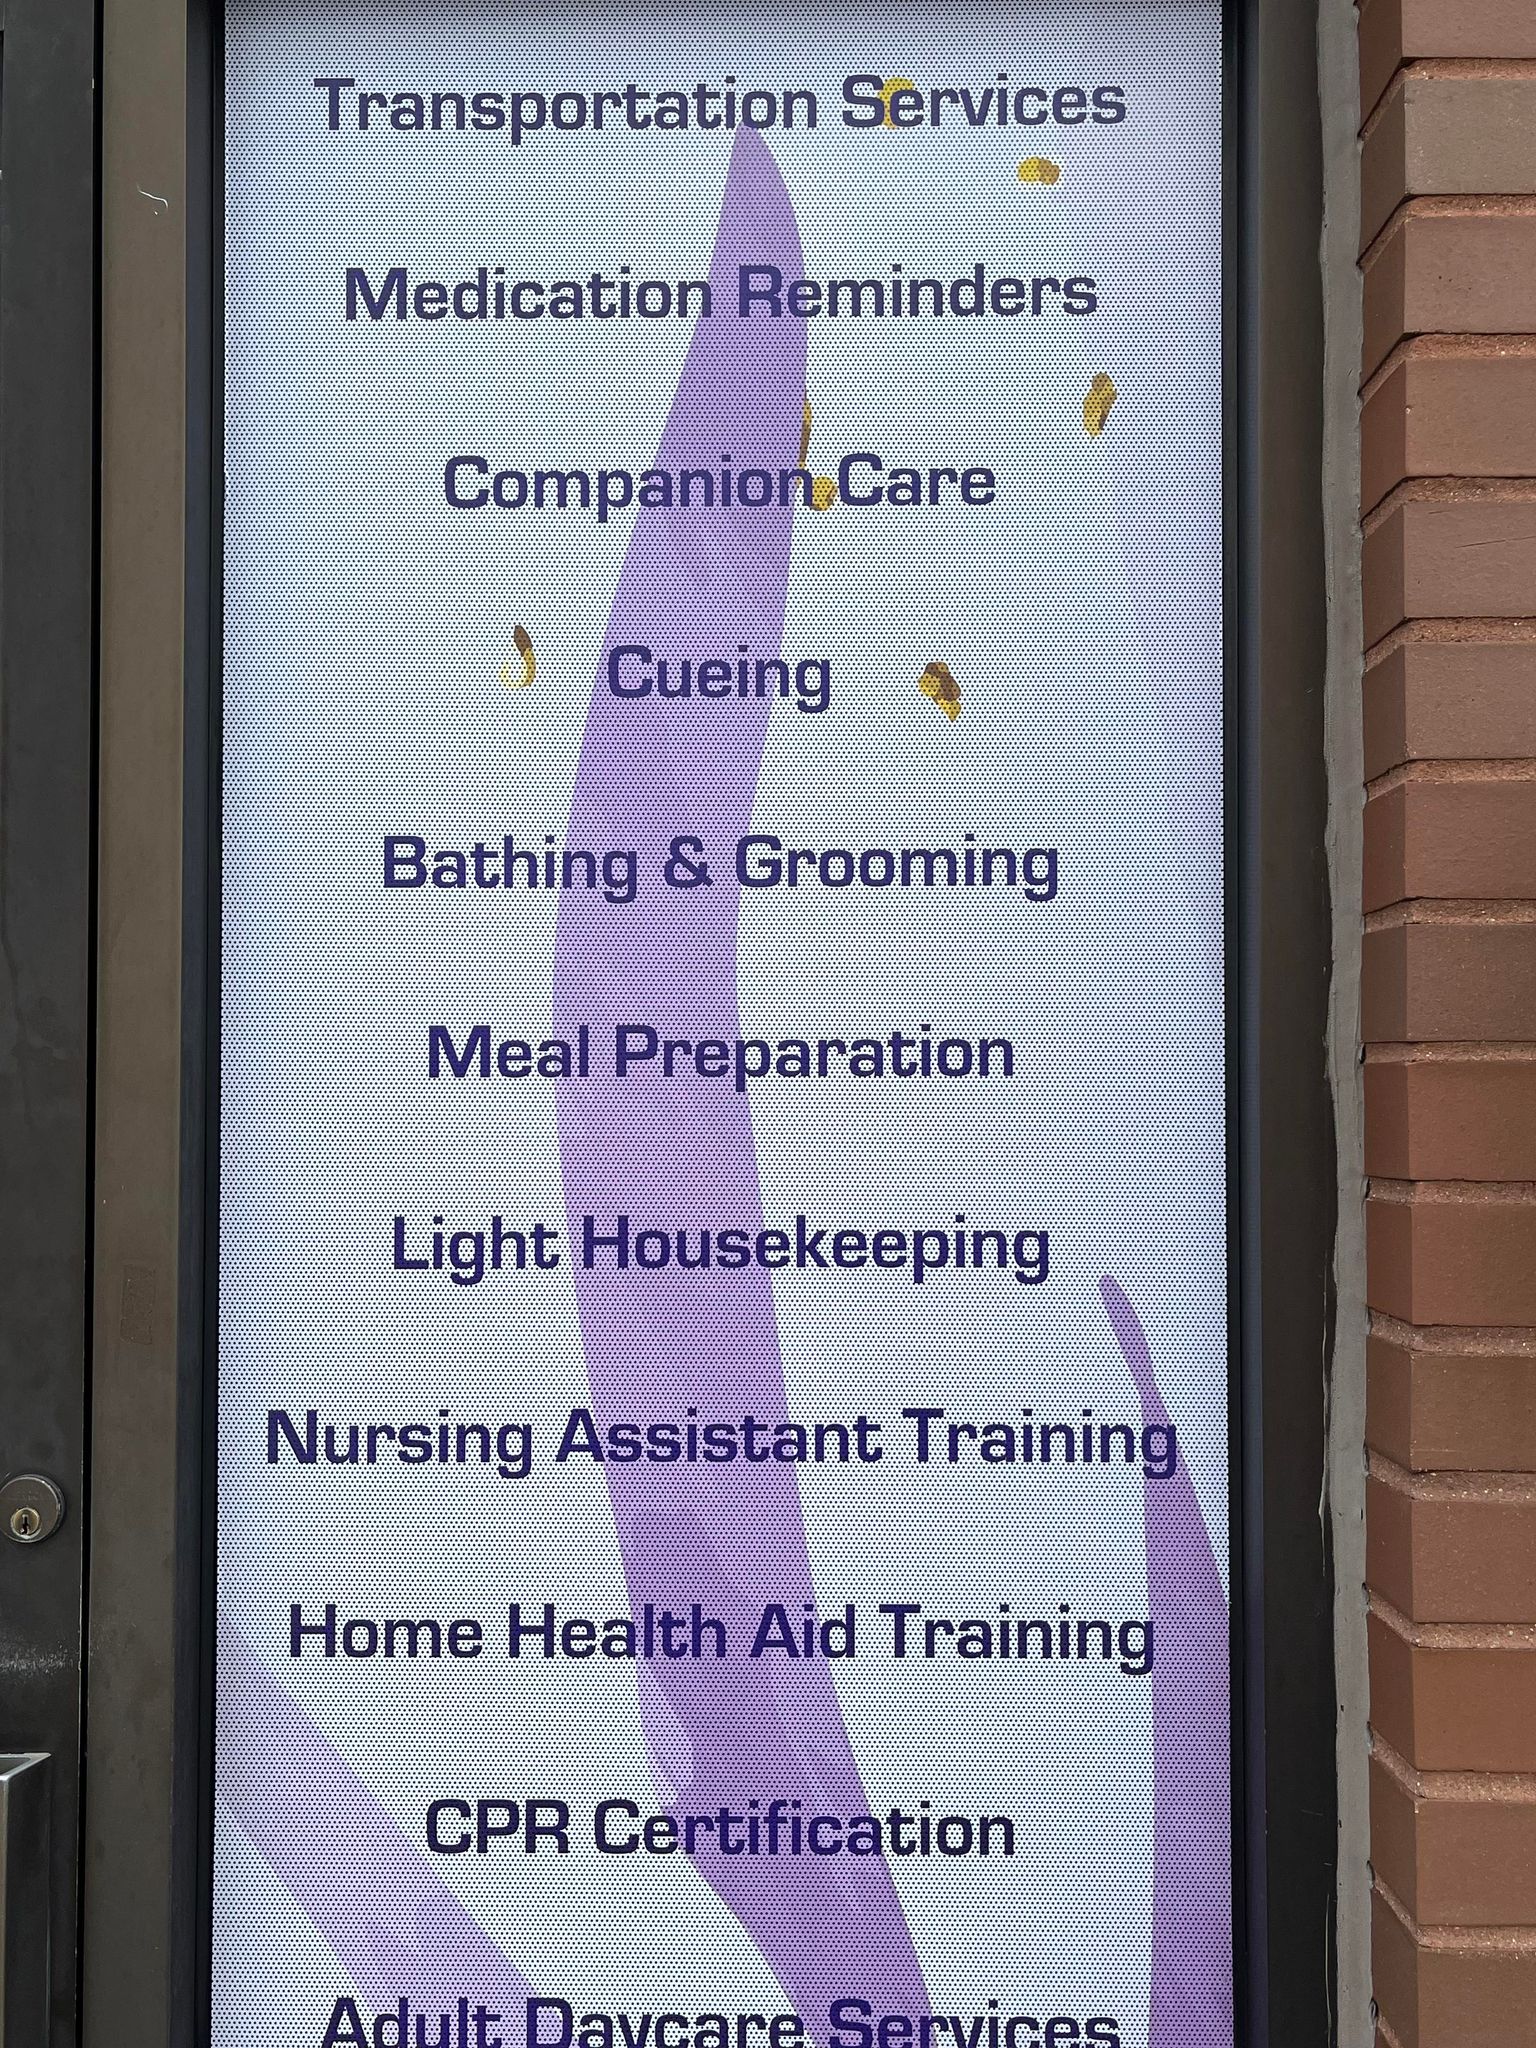 Transportation Services
Medication Reminders
Companion Care
Cueing
Bathing & Grooming
Meal Preparation
Light Housekeeping
Nursing Assistant Training
Home Health Aid Training
CPR Certification
Adult Daycare Services